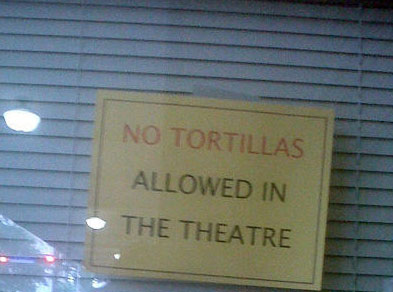 NO TORTILLAS
ALLOWED IN
THE THEATRE